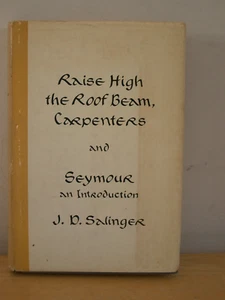 Raise High
the Roof Beam,
Carpenters
and
Seymour
an Introduction
J. D. Salinger